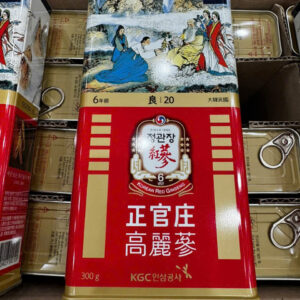 6年根 良 20 大韓民國
정관장
紅蔘
6
KOREAN RED GINSENG
正官庄
高麗蔘
300 g KGC인삼공사